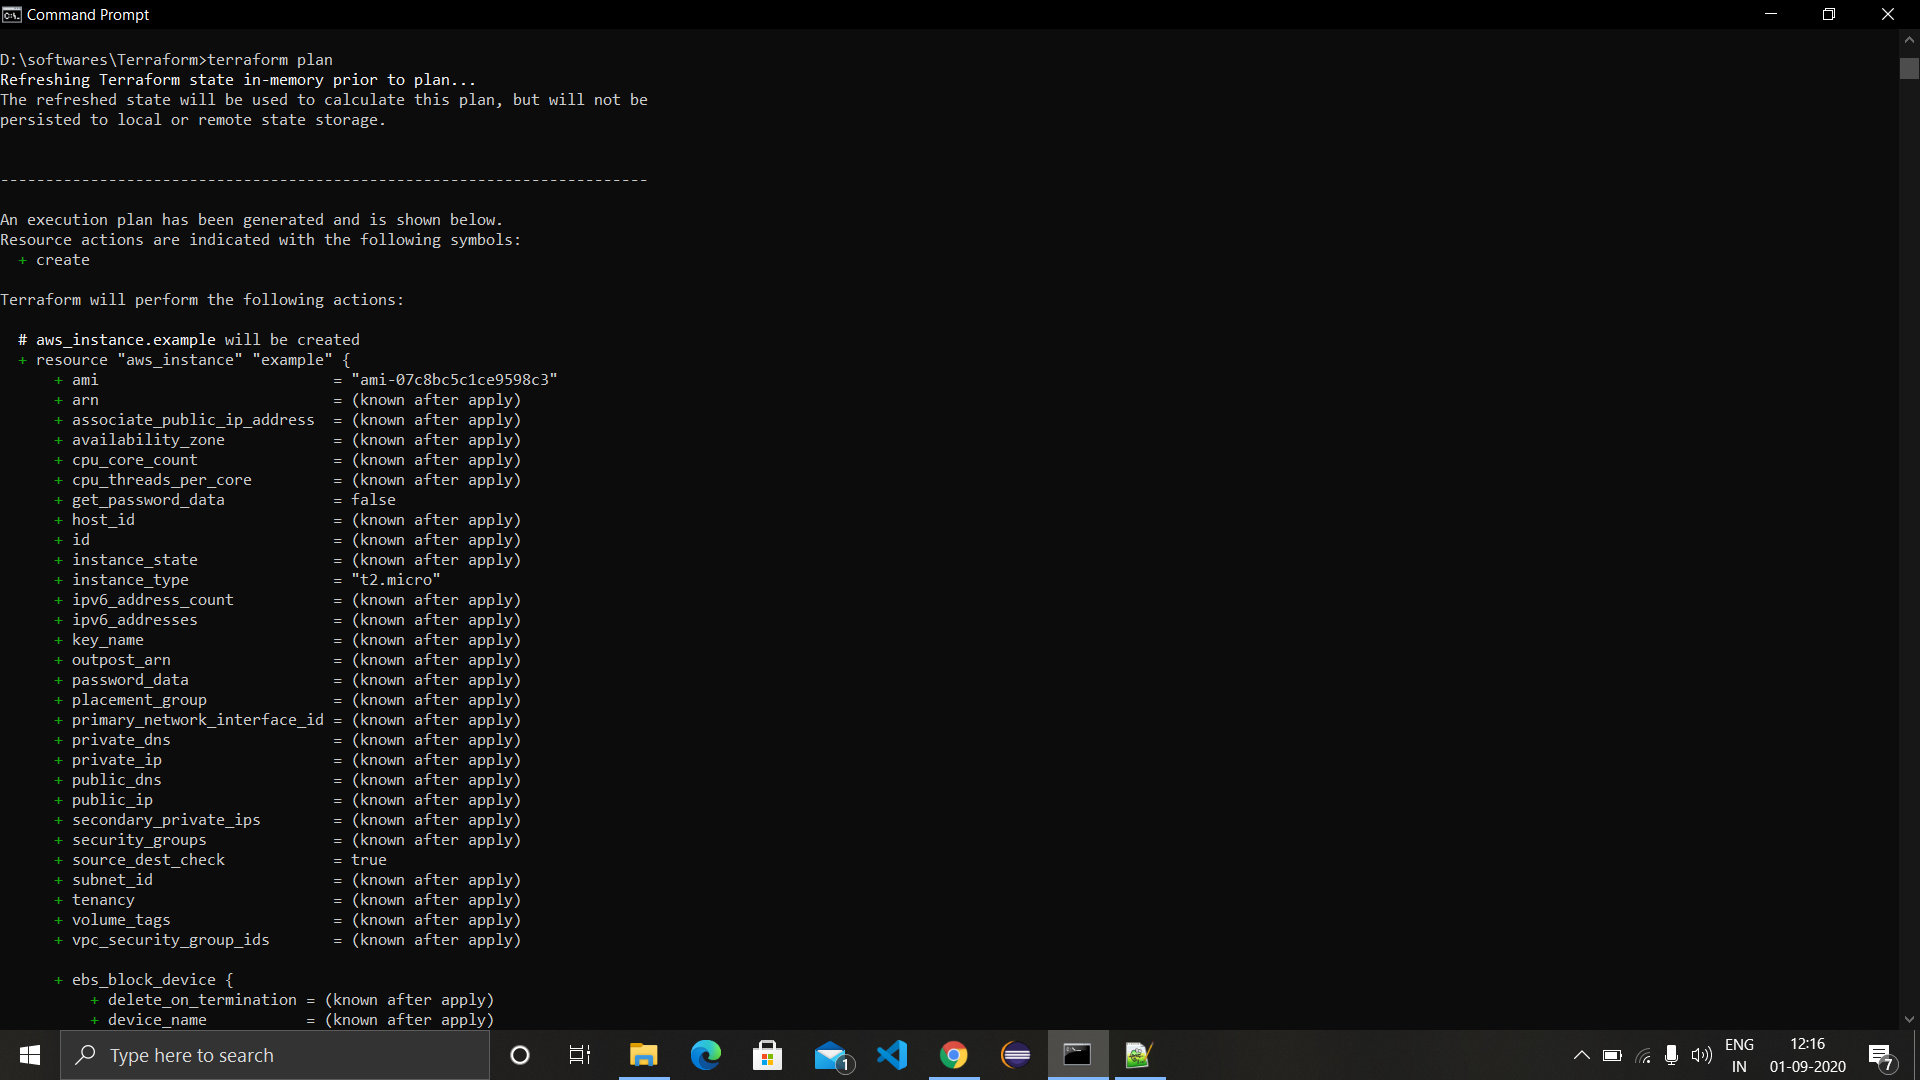 Command Prompt
D:\softwares\Terraform>terraform plan
Refreshing Terraform state in-memory prior to plan...
The refreshed state will be used to calculate this plan, but will not be
persisted to local or remote state storage.
------------------------------------------------------------------------
An execution plan has been generated and is shown below.
Resource actions are indicated with the following symbols:
  + create
Terraform will perform the following actions:
  # aws_instance.example will be created
  + resource "aws_instance" "example" {
      + ami                          = "ami-07c8bc5c1ce9598c3"
      + arn                          = (known after apply)
      + associate_public_ip_address  = (known after apply)
      + availability_zone            = (known after apply)
      + cpu_core_count               = (known after apply)
      + cpu_threads_per_core         = (known after apply)
      + get_password_data            = false
      + host_id                      = (known after apply)
      + id                           = (known after apply)
      + instance_state               = (known after apply)
      + instance_type                = "t2.micro"
      + ipv6_address_count           = (known after apply)
      + ipv6_addresses               = (known after apply)
      + key_name                     = (known after apply)
      + outpost_arn                  = (known after apply)
      + password_data                = (known after apply)
      + placement_group              = (known after apply)
      + primary_network_interface_id = (known after apply)
      + private_dns                  = (known after apply)
      + private_ip                   = (known after apply)
      + public_dns                   = (known after apply)
      + public_ip                    = (known after apply)
      + secondary_private_ips        = (known after apply)
      + security_groups              = (known after apply)
      + source_dest_check            = true
      + subnet_id                    = (known after apply)
      + tenancy                      = (known after apply)
      + volume_tags                  = (known after apply)
      + vpc_security_group_ids       = (known after apply)
      + ebs_block_device {
          + delete_on_termination = (known after apply)
          + device_name           = (known after apply)
Type here to search
1
ENG
IN
12:16
01-09-2020
7